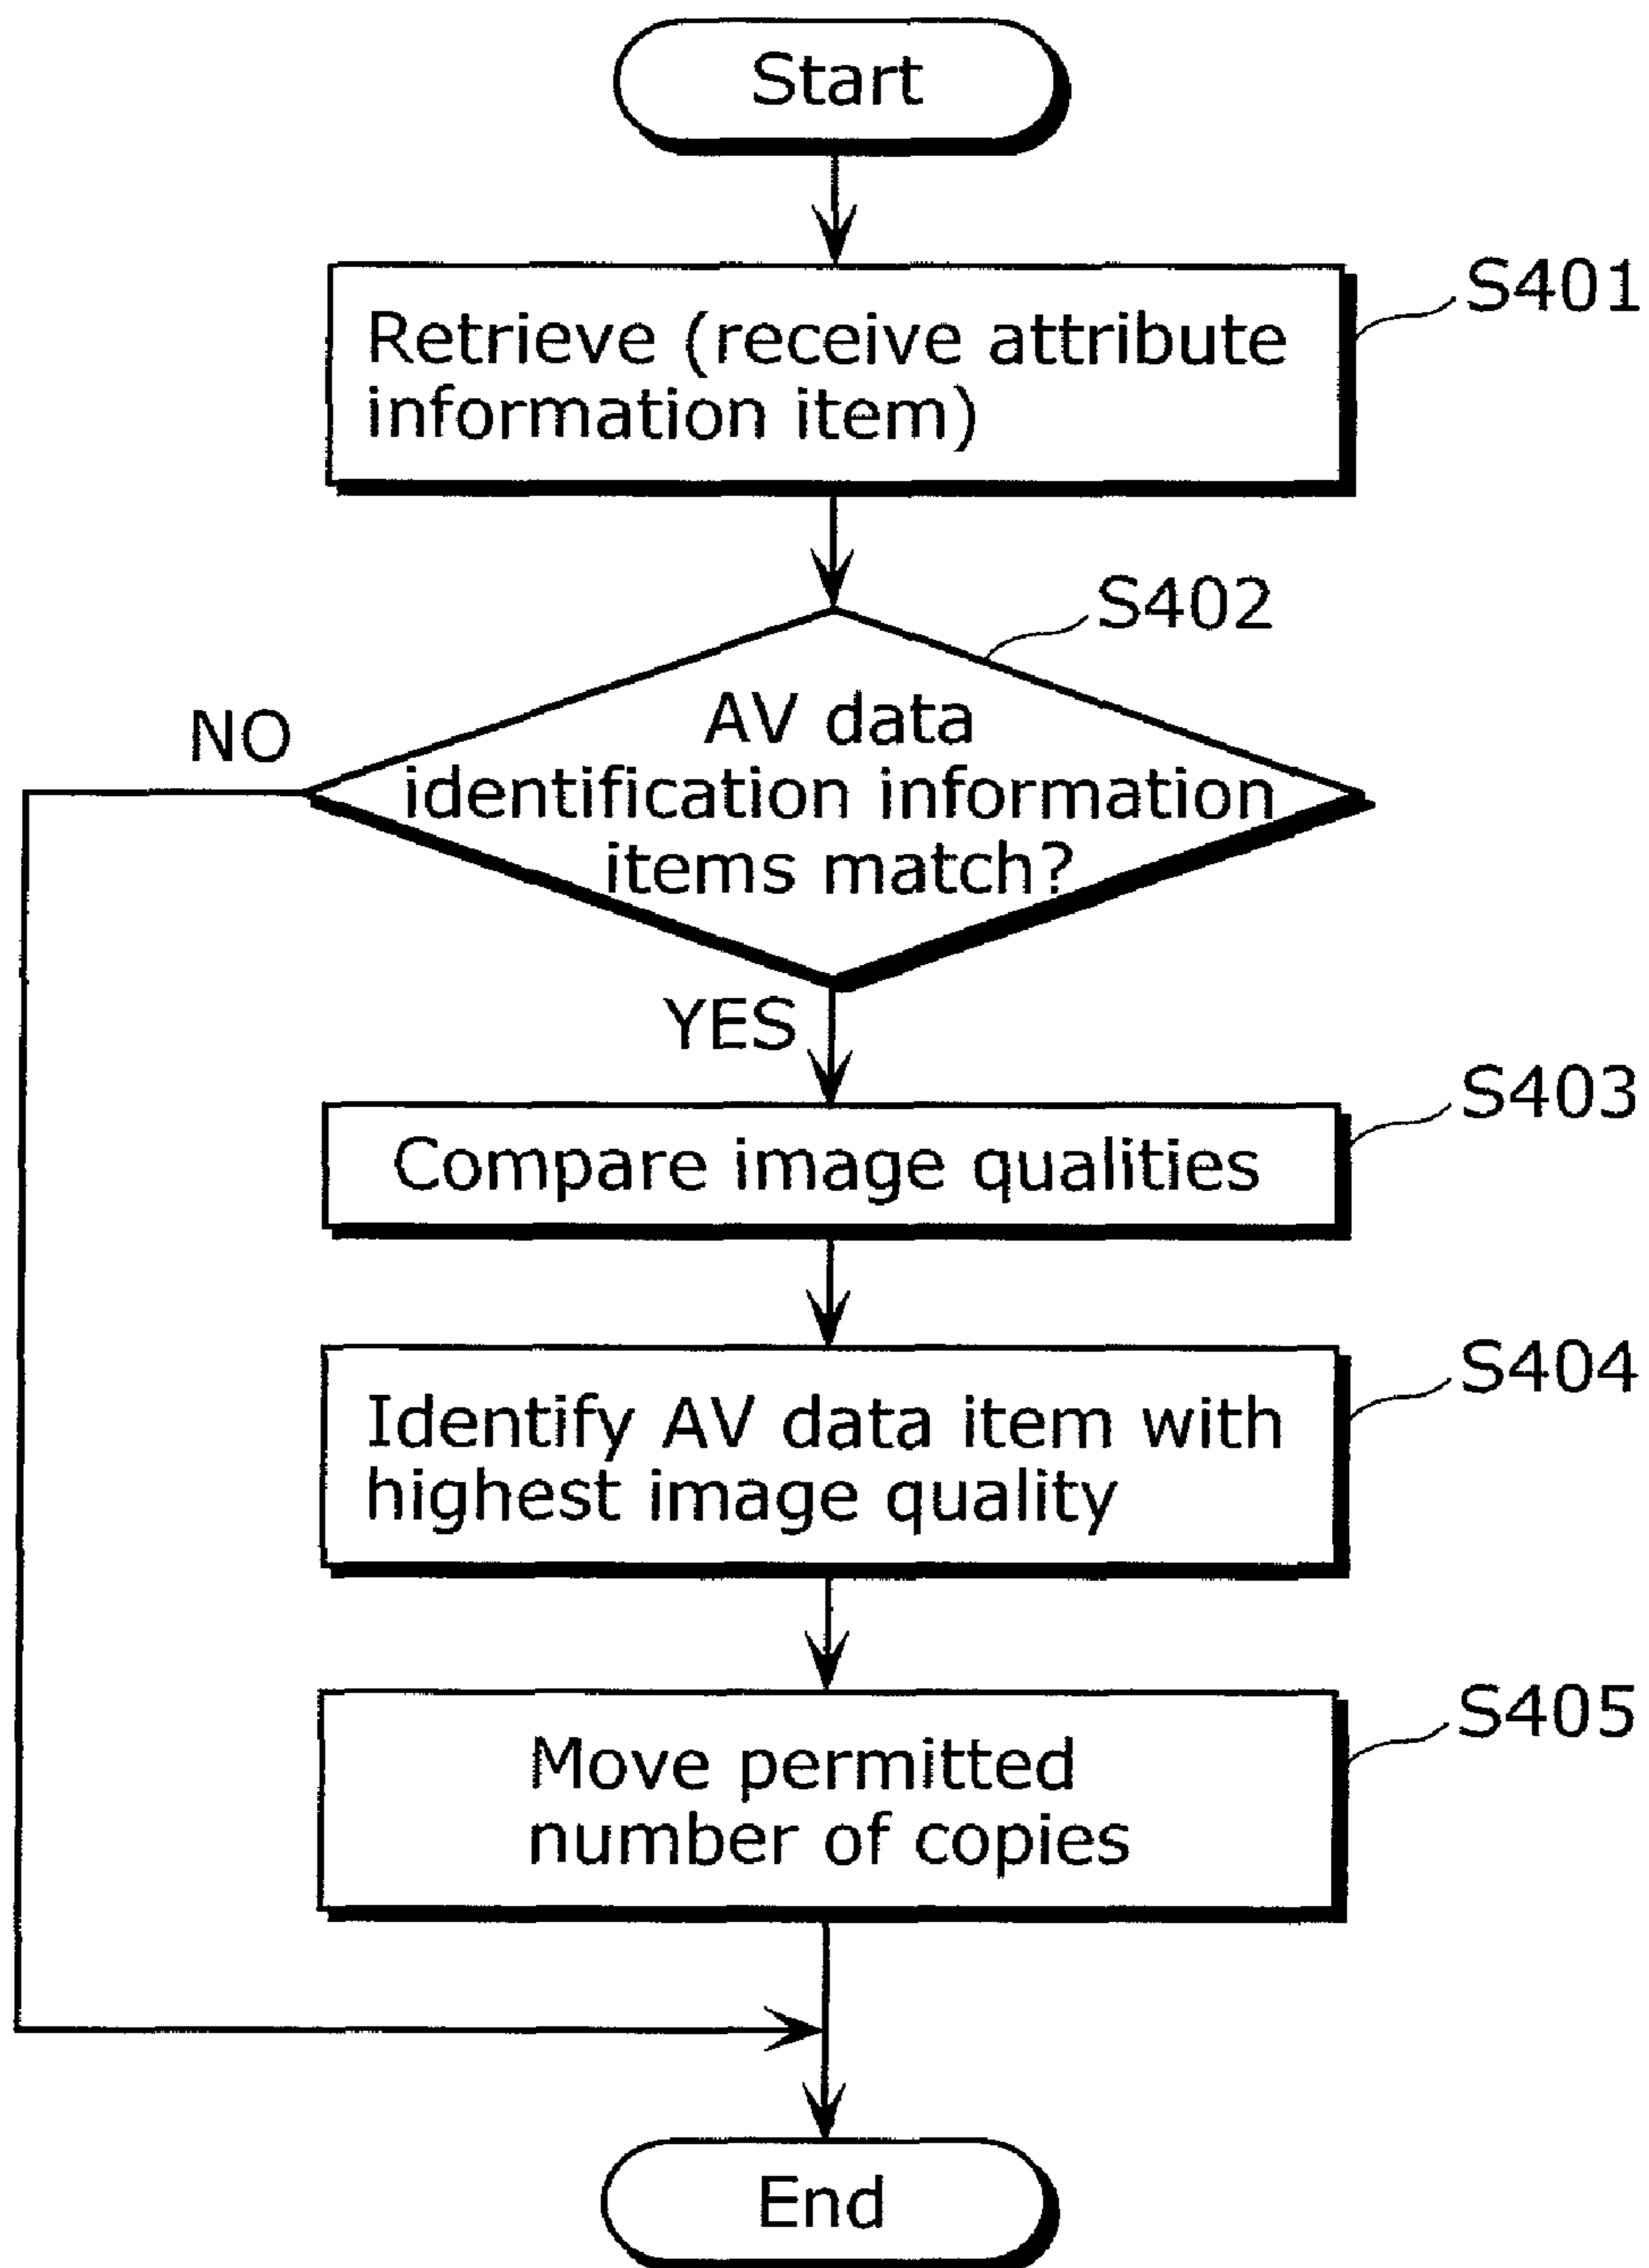 Start
S401
Retrieve (receive attribute
information item)
S402
NO
AV data
identification information
items match?
YES
S403
Compare image qualities
S404
Identify AV data item with
highest image quality
S405
Move permitted
number of copies
End